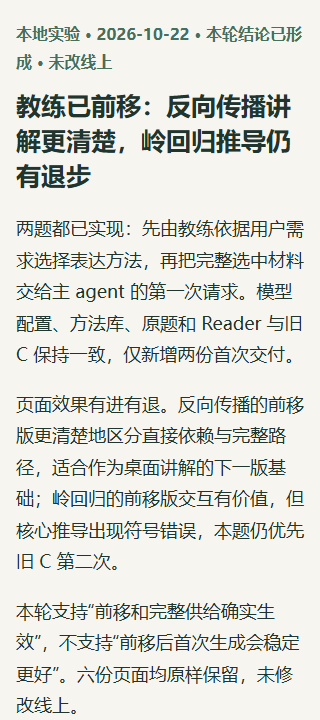 本地实验 • 2026-10-22 • 本轮结论已形
成 • 未改线上
教练已前移：反向传播讲
解更清楚，岭回归推导仍
有退步
两题都已实现：先由教练依据用户需
求选择表达方法，再把完整选中材料
交给主 agent 的第一次请求。模型
配置、方法库、原题和 Reader 与旧
C 保持一致，仅新增两份首次交付。
页面效果有进有退。反向传播的前移
版更清楚地区分直接依赖与完整路
径，适合作为桌面讲解的下一版基
础；岭回归的前移版交互有价值，但
核心推导出现符号错误，本题仍优先
旧 C 第二次。
本轮支持“前移和完整供给确实生
效”，不支持“前移后首次生成会稳定
更好”。六份页面均原样保留，未修
改线上。